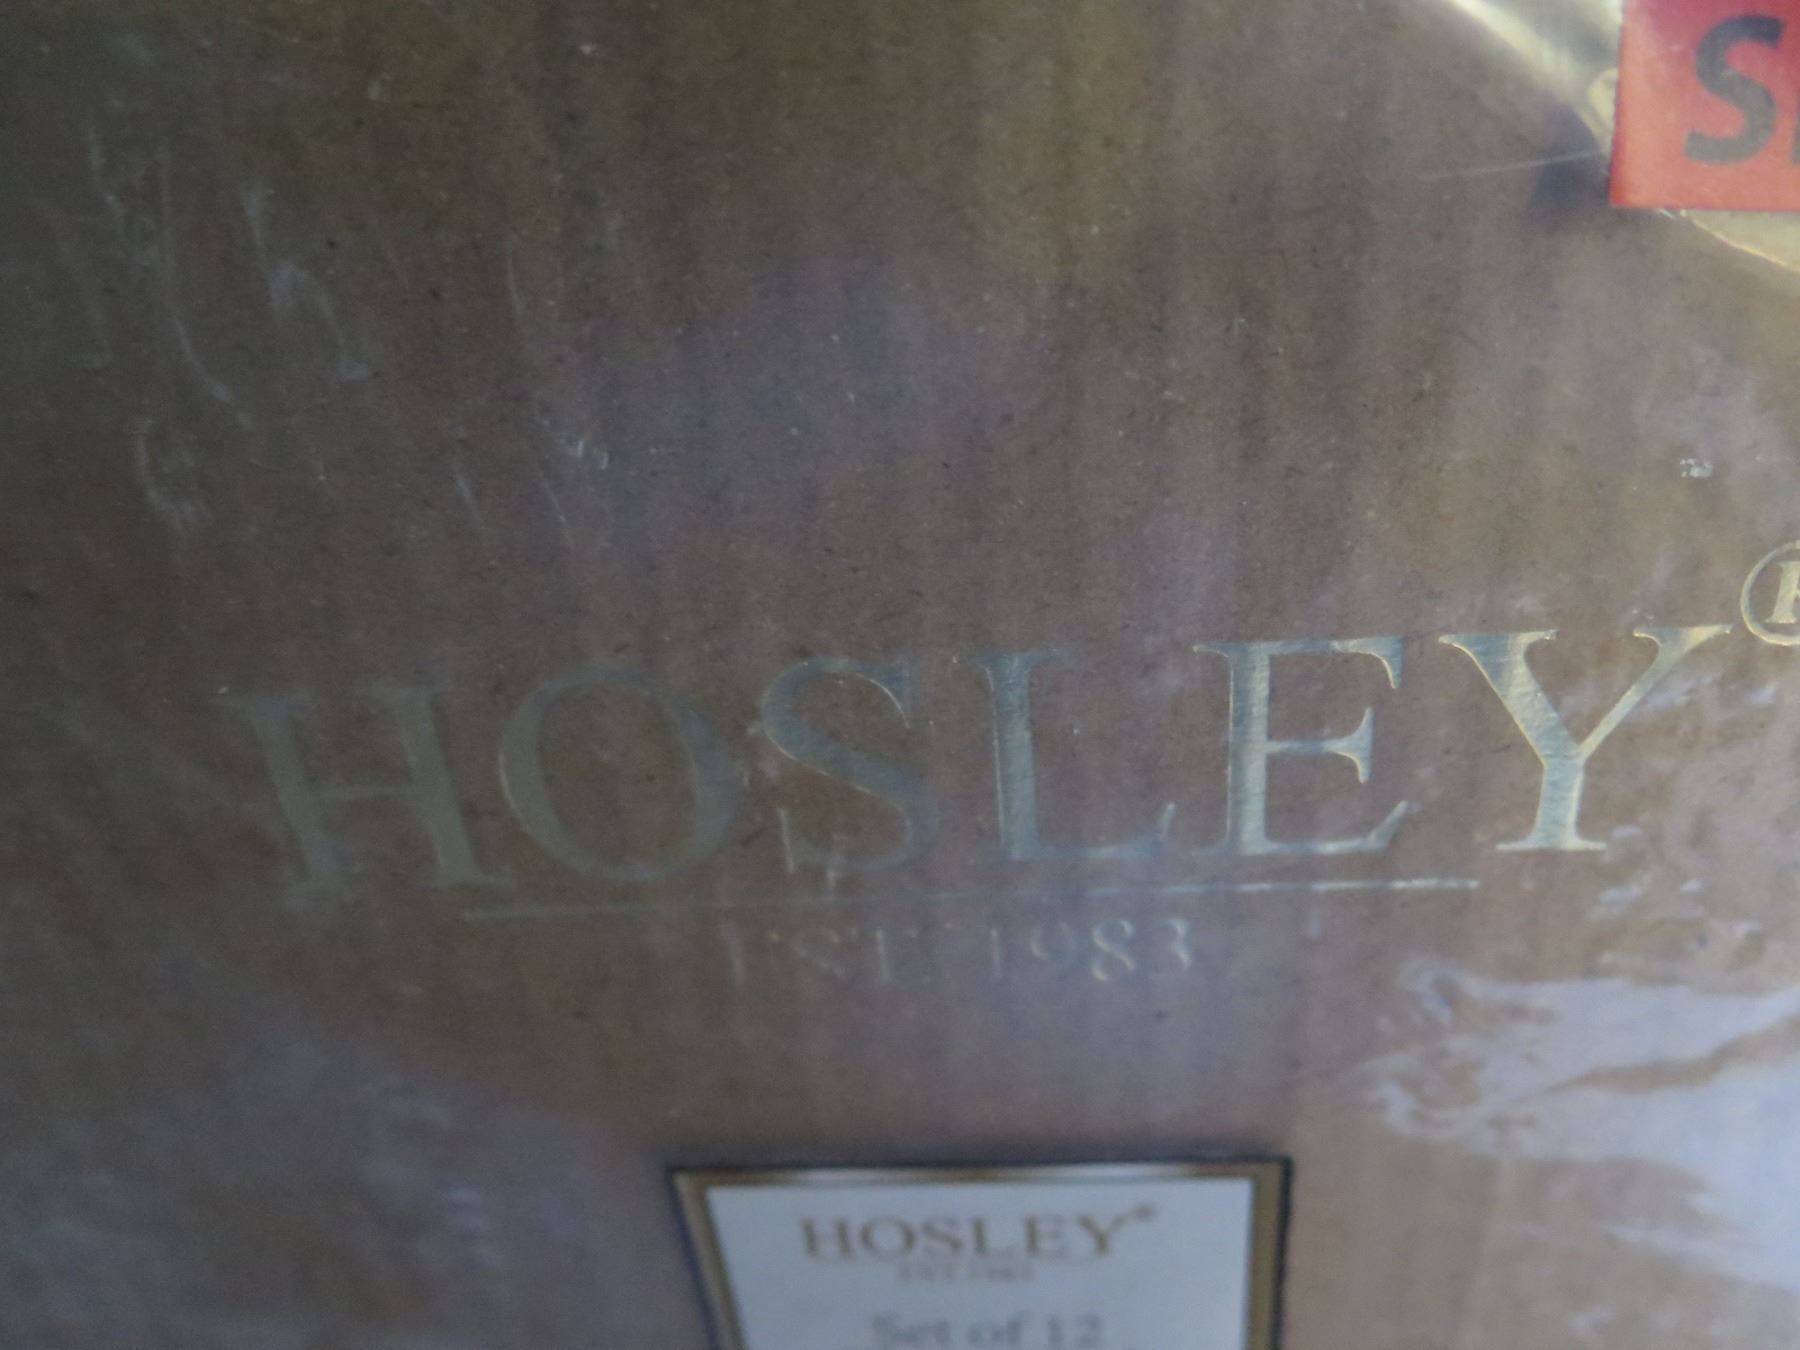 HOSLEY®
EST. 1983
HOSLEY®
Set of 12